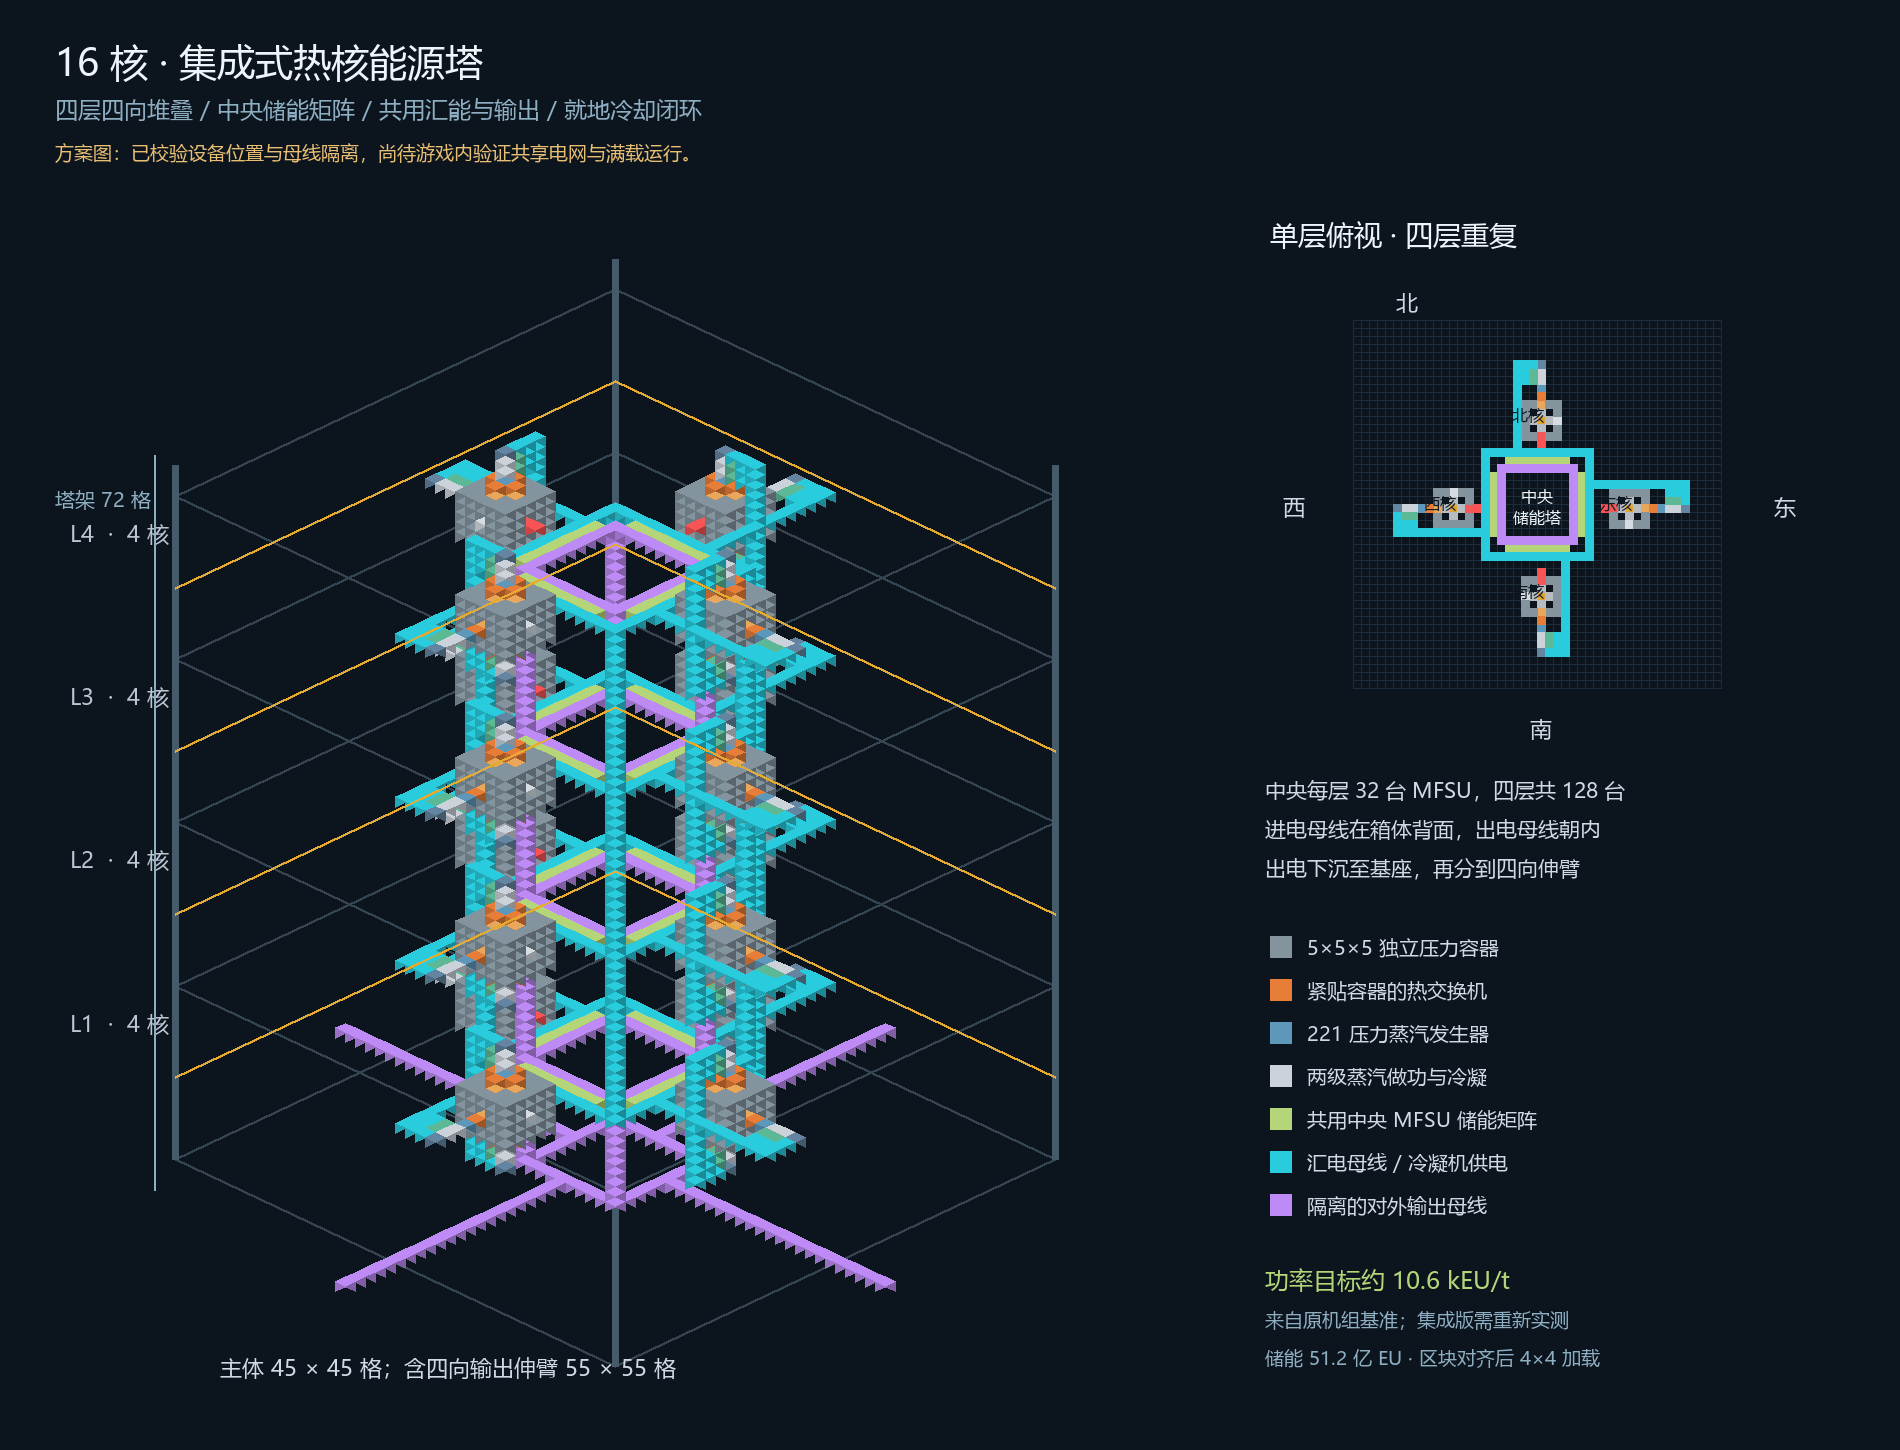 16 核 · 集成式热核能源塔
四层四向堆叠 / 中央储能矩阵 / 共用汇能与输出 / 就地冷却闭环
方案图：已校验设备位置与母线隔离，尚待游戏内验证共享电网与满载运行。
塔架 72 格
L4 · 4 核
L3 · 4 核
L2 · 4 核
L1 · 4 核
主体 45 × 45 格；含四向输出伸臂 55 × 55 格
单层俯视 · 四层重复
北
北核
西
西核
中央
储能塔
东核
东
南核
南
中央每层 32 台 MFSU，四层共 128 台
进电母线在箱体背面，出电母线朝内
出电下沉至基座，再分到四向伸臂
5×5×5 独立压力容器
紧贴容器的热交换机
221 压力蒸汽发生器
两级蒸汽做功与冷凝
共用中央 MFSU 储能矩阵
汇电母线 / 冷凝机供电
隔离的对外输出母线
功率目标约 10.6 kEU/t
来自原机组基准；集成版需重新实测
储能 51.2 亿 EU · 区块对齐后 4×4 加载